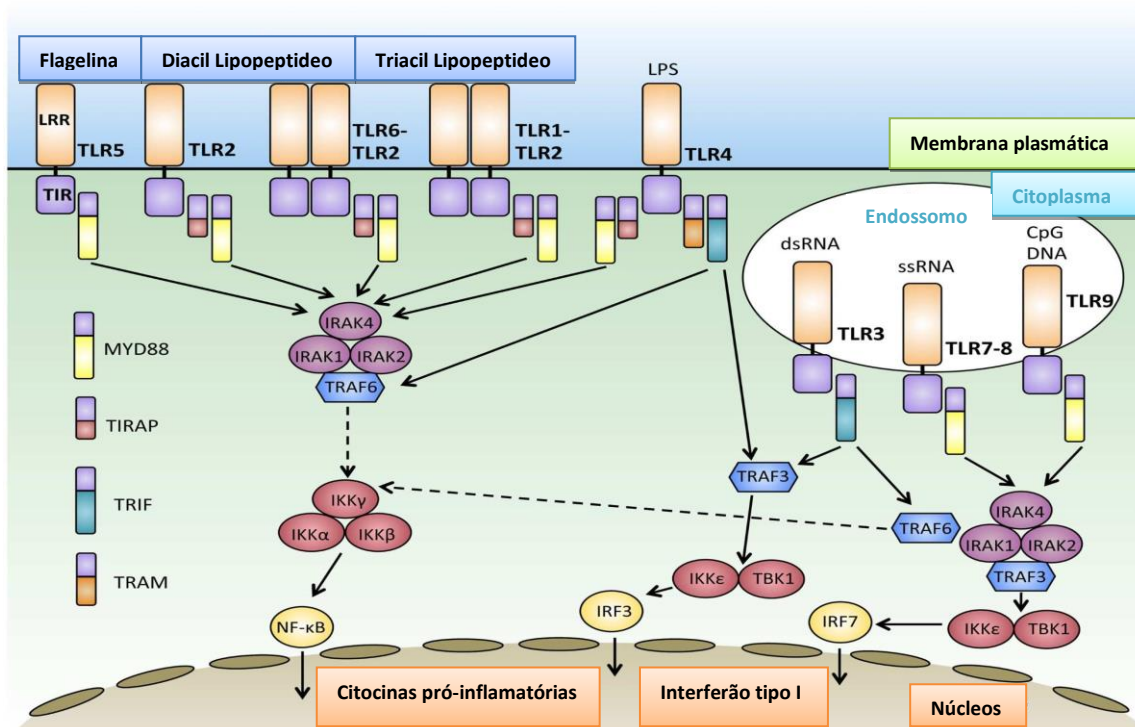 Flagelina
Diacil Lipopeptideo
Triacil Lipopeptideo
LPS
LRR
TLR5
TLR2
TLR6-
TLR2
TLR1-
TLR2
TLR4
Membrana plasmática
TIR
Citoplasma
Endossomo
dsRNA
ssRNA
CpG
DNA
TLR3
TLR7-8
TLR9
IRAK4
IRAK1
IRAK2
TRAF6
MYD88
TIRAP
TRIF
TRAM
IKKγ
IKKα
IKKβ
TRAF3
TRAF6
IRAK4
IRAK1
IRAK2
TRAF3
IKKε
TBK1
IKKε
TBK1
NF-κB
IRF3
IRF7
Citocinas pró-inflamatórias
Interferão tipo I
Núcleos